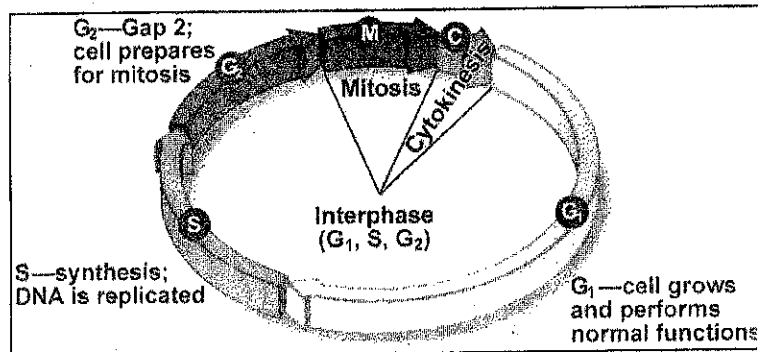 G₂—Gap 2;
cell prepares
for mitosis
G₂
M
C
Mitosis
Cytokinesis
Interphase
(G₁, S, G₂)
S
G₁
S—synthesis;
DNA is replicated
G₁—cell grows
and performs
normal functions